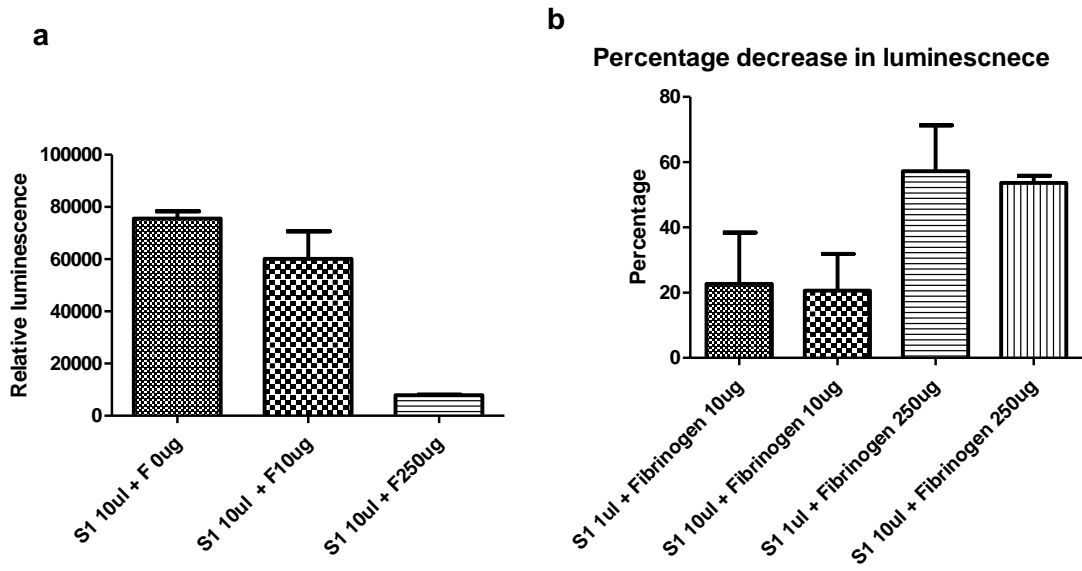 a
Relative luminescence
100000
80000
60000
40000
20000
0
S1 10ul + F 0ug
S1 10ul + F10ug
S1 10ul + F250ug
b
Percentage decrease in luminescnece
Percentage
80
60
40
20
0
S1 1ul + Fibrinogen 10ug
S1 10ul + Fibrinogen 10ug
S1 1ul + Fibrinogen 250ug
S1 10ul + Fibrinogen 250ug